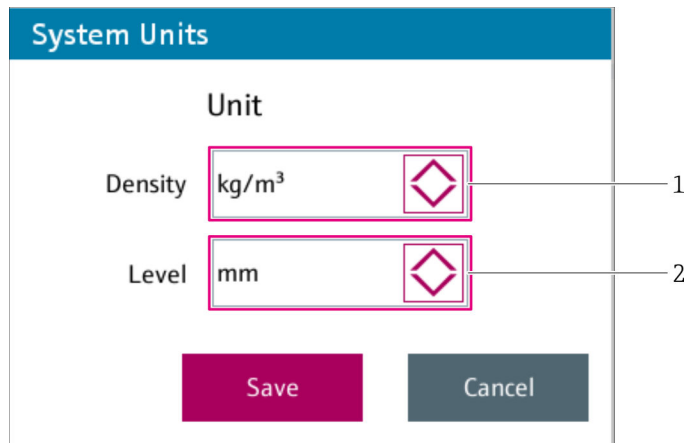 System Units
Unit
Density kg/m³ 1
Level mm 2
Save Cancel